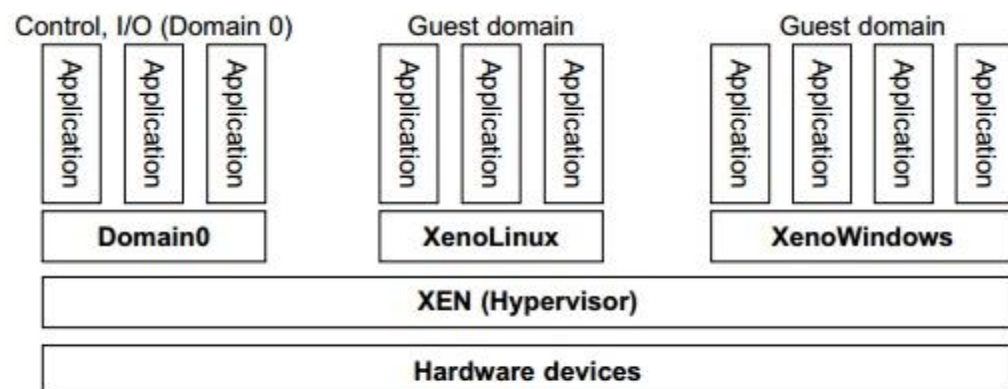 Control, I/O (Domain 0)
Guest domain
Guest domain
Application
Application
Application
Application
Application
Application
Application
Application
Application
Application
Domain0
XenoLinux
XenoWindows
XEN (Hypervisor)
Hardware devices